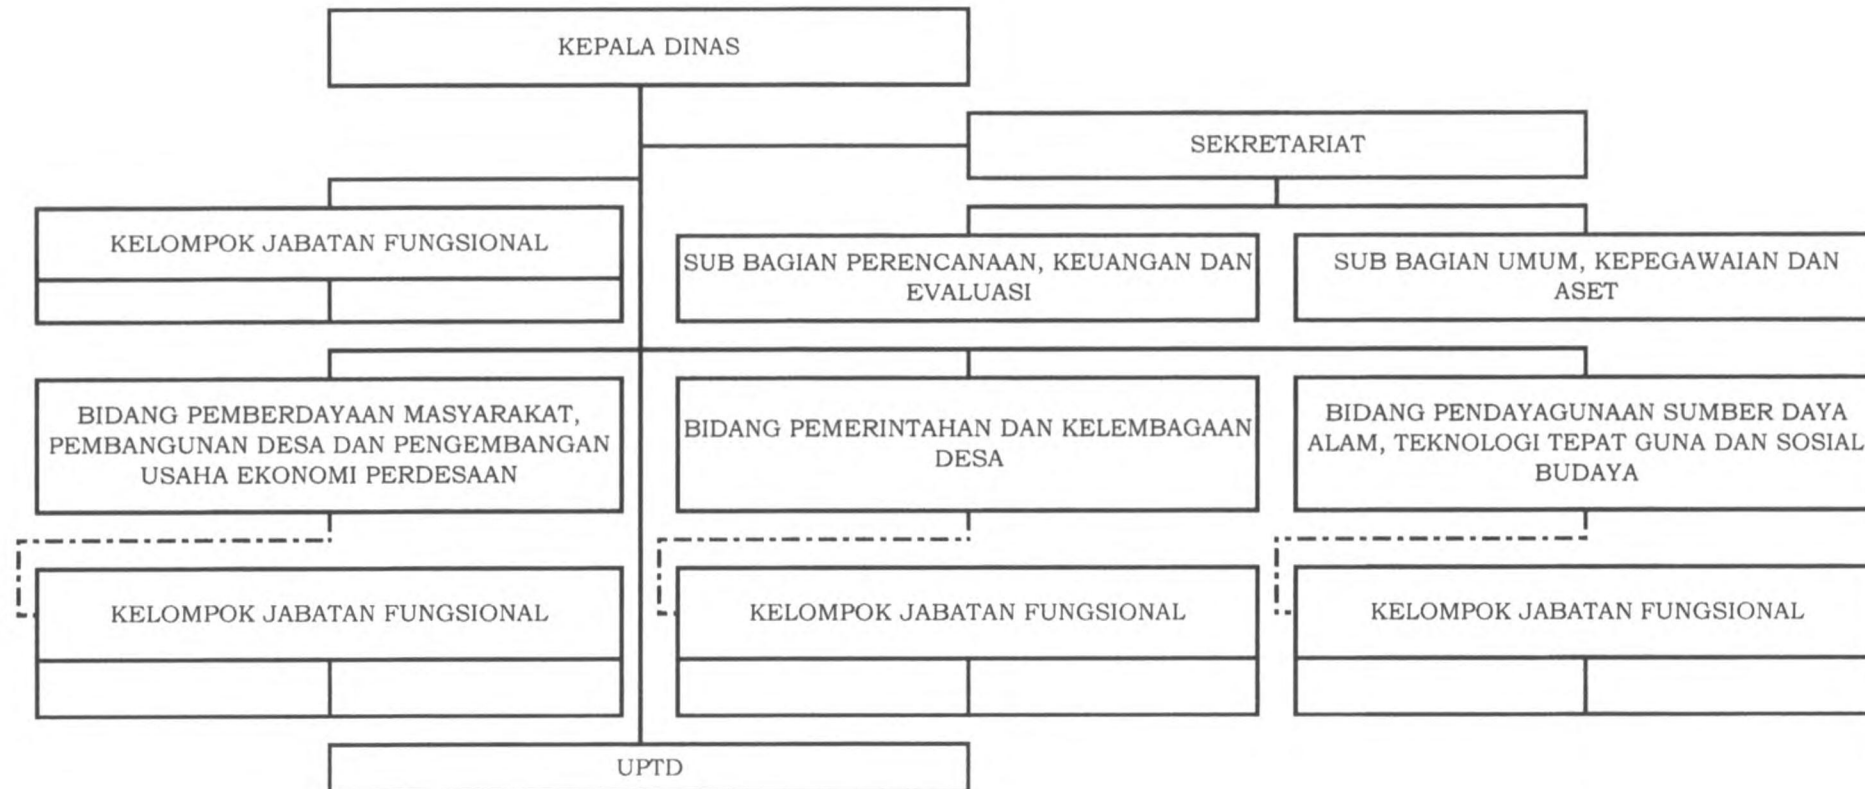 KEPALA DINAS
SEKRETARIAT
KELOMPOK JABATAN FUNGSIONAL
SUB BAGIAN PERENCANAAN, KEUANGAN DAN
EVALUASI
SUB BAGIAN UMUM, KEPEGAWAIAN DAN
ASET
BIDANG PEMBERDAYAAN MASYARAKAT,
PEMBANGUNAN DESA DAN PENGEMBANGAN
USAHA EKONOMI PERDESAAN
BIDANG PEMERINTAHAN DAN KELEMBAGAAN
DESA
BIDANG PENDAYAGUNAAN SUMBER DAYA
ALAM, TEKNOLOGI TEPAT GUNA DAN SOSIAL
BUDAYA
KELOMPOK JABATAN FUNGSIONAL
KELOMPOK JABATAN FUNGSIONAL
KELOMPOK JABATAN FUNGSIONAL
UPTD